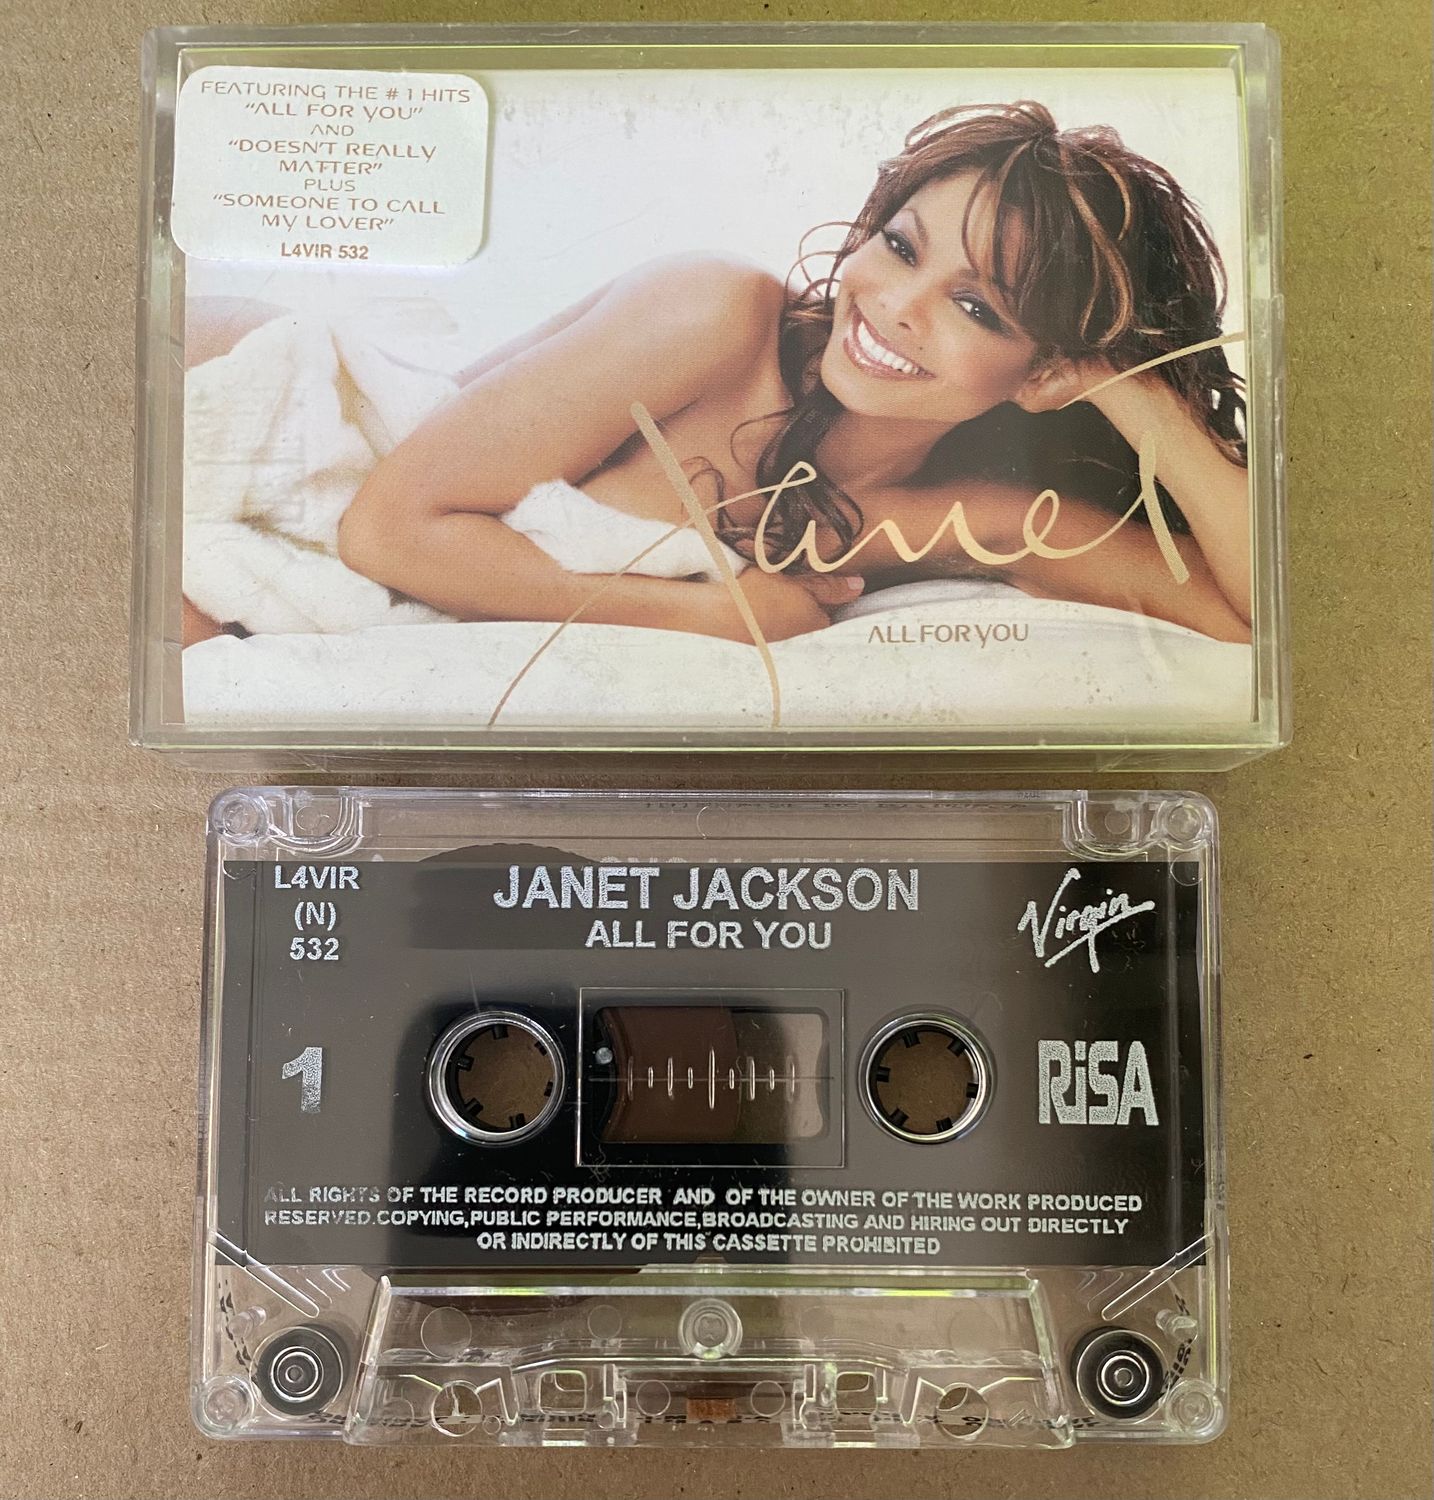 FEATURING THE #1 HITS
"ALL FOR YOU"
AND
"DOESN'T REALLY
MATTER"
PLUS
"SOMEONE TO CALL
MY LOVER"
L4VIR 532
Janet
ALL FOR YOU
L4VIR
(N)
532
JANET JACKSON
ALL FOR YOU
Virgin
1
RiSA
ALL RIGHTS OF THE RECORD PRODUCER AND OF THE OWNER OF THE WORK PRODUCED
RESERVED.COPYING,PUBLIC PERFORMANCE,BROADCASTING AND HIRING OUT DIRECTLY
OR INDIRECTLY OF THIS CASSETTE PROHIBITED